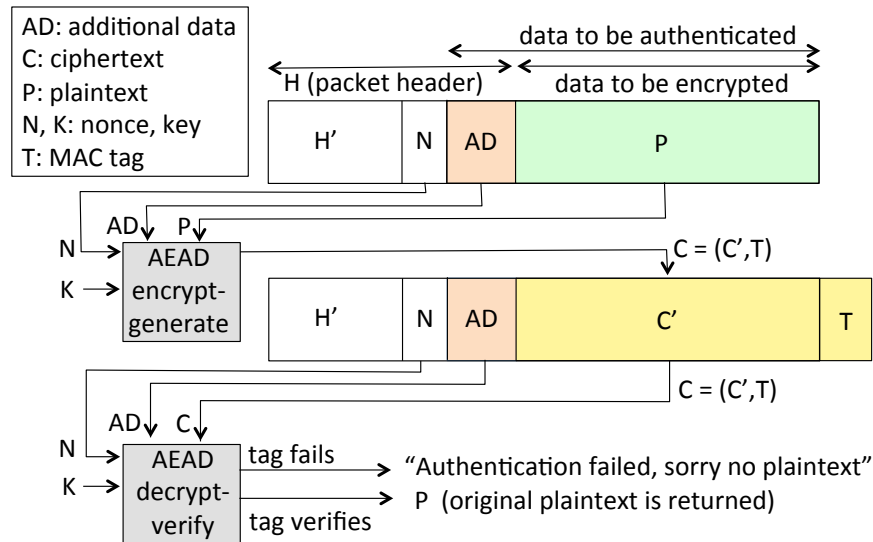 AD: additional data
C: ciphertext
P: plaintext
N, K: nonce, key
T: MAC tag
data to be authenticated
H (packet header)
data to be encrypted
H’ N AD P
AD P
N
K
AEAD
encrypt-
generate
C = (C’,T)
H’ N AD C’ T
C = (C’,T)
AD C
N
K
AEAD
decrypt-
verify
tag fails
“Authentication failed, sorry no plaintext”
P (original plaintext is returned)
tag verifies